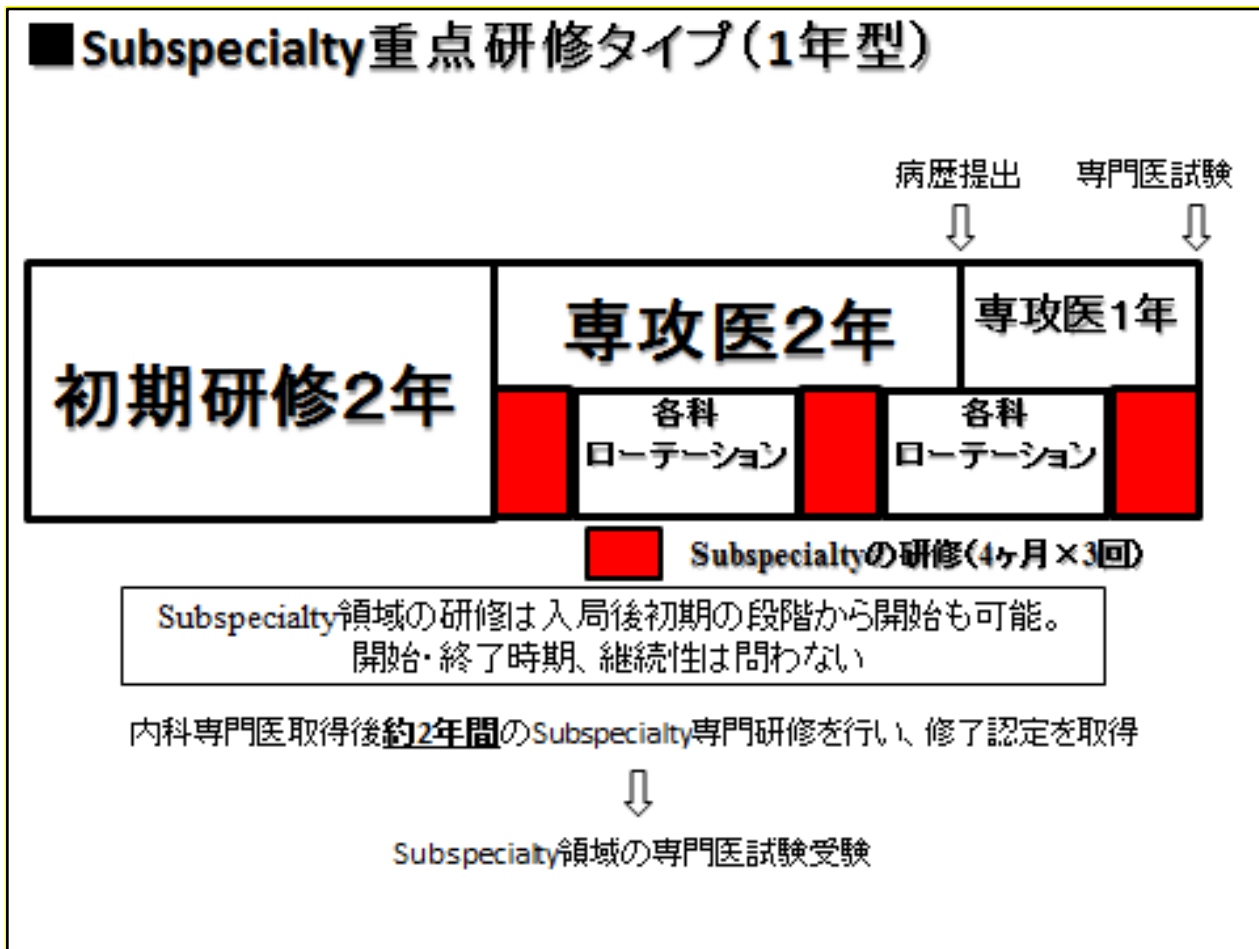 ■Subspecialty重点研修タイプ(1年型)
病歴提出 専門医試験
初期研修2年
専攻医2年
専攻医1年
各科
ローテーション
各科
ローテーション
Subspecialtyの研修(4ヶ月×3回)
Subspecialty領域の研修は入局後初期の段階から開始も可能。
開始・終了時期、継続性は問わない
内科専門医取得後約2年間のSubspecialty専門研修を行い、修了認定を取得
Subspecialty領域の専門医試験受験